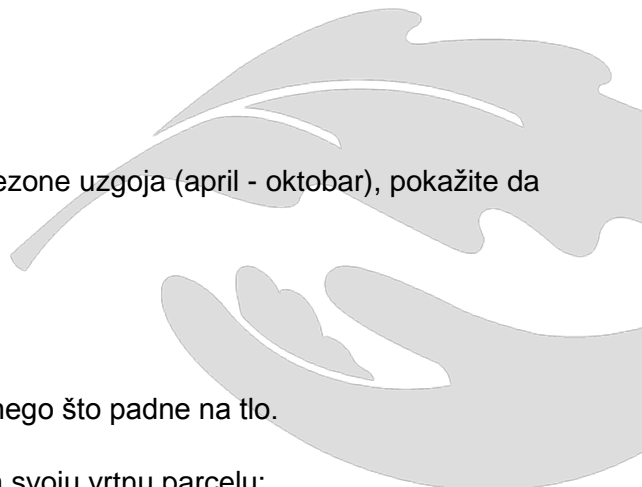 ezone uzgoja (april - oktobar), pokažite da
nego što padne na tlo.
svoju vrtnu parcelu: